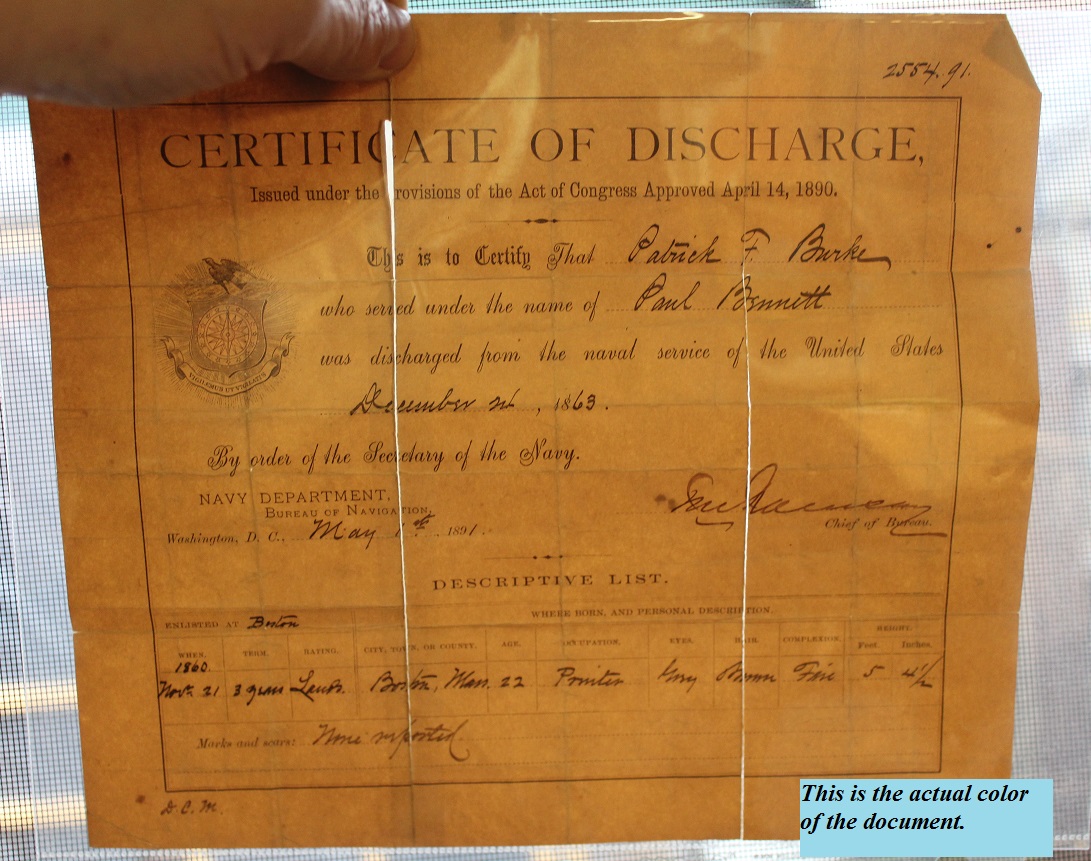 2554.91.
CERTIFICATE OF DISCHARGE,
Issued under the provisions of the Act of Congress Approved April 14, 1890.
This is to Certify That Patrick F Burke
who served under the name of Paul Bennett
was discharged from the naval service of the United States
December 2d, 1863.
VIGILEMUS
By order of the Secretary of the Navy.
NAVY DEPARTMENT,
BUREAU OF NAVIGATION,
Washington, D. C., May 1st 1891.
Chief of Bureau.
DESCRIPTIVE LIST.
ENLISTED AT Boston
WHERE BORN, AND PERSONAL DESCRIPTION.
WHEN. TERM. RATING. CITY, TOWN, OR COUNTY. AGE. OCCUPATION. EYES. HAIR. COMPLEXION. HEIGHT. Feet. Inches.
1860.
Novr. 21 3 years Lands. Boston, Mass. 22 Printer Grey Brown Fair 5 4½
Marks and scars: None reported.
D.C.M.
This is the actual color
of the document.